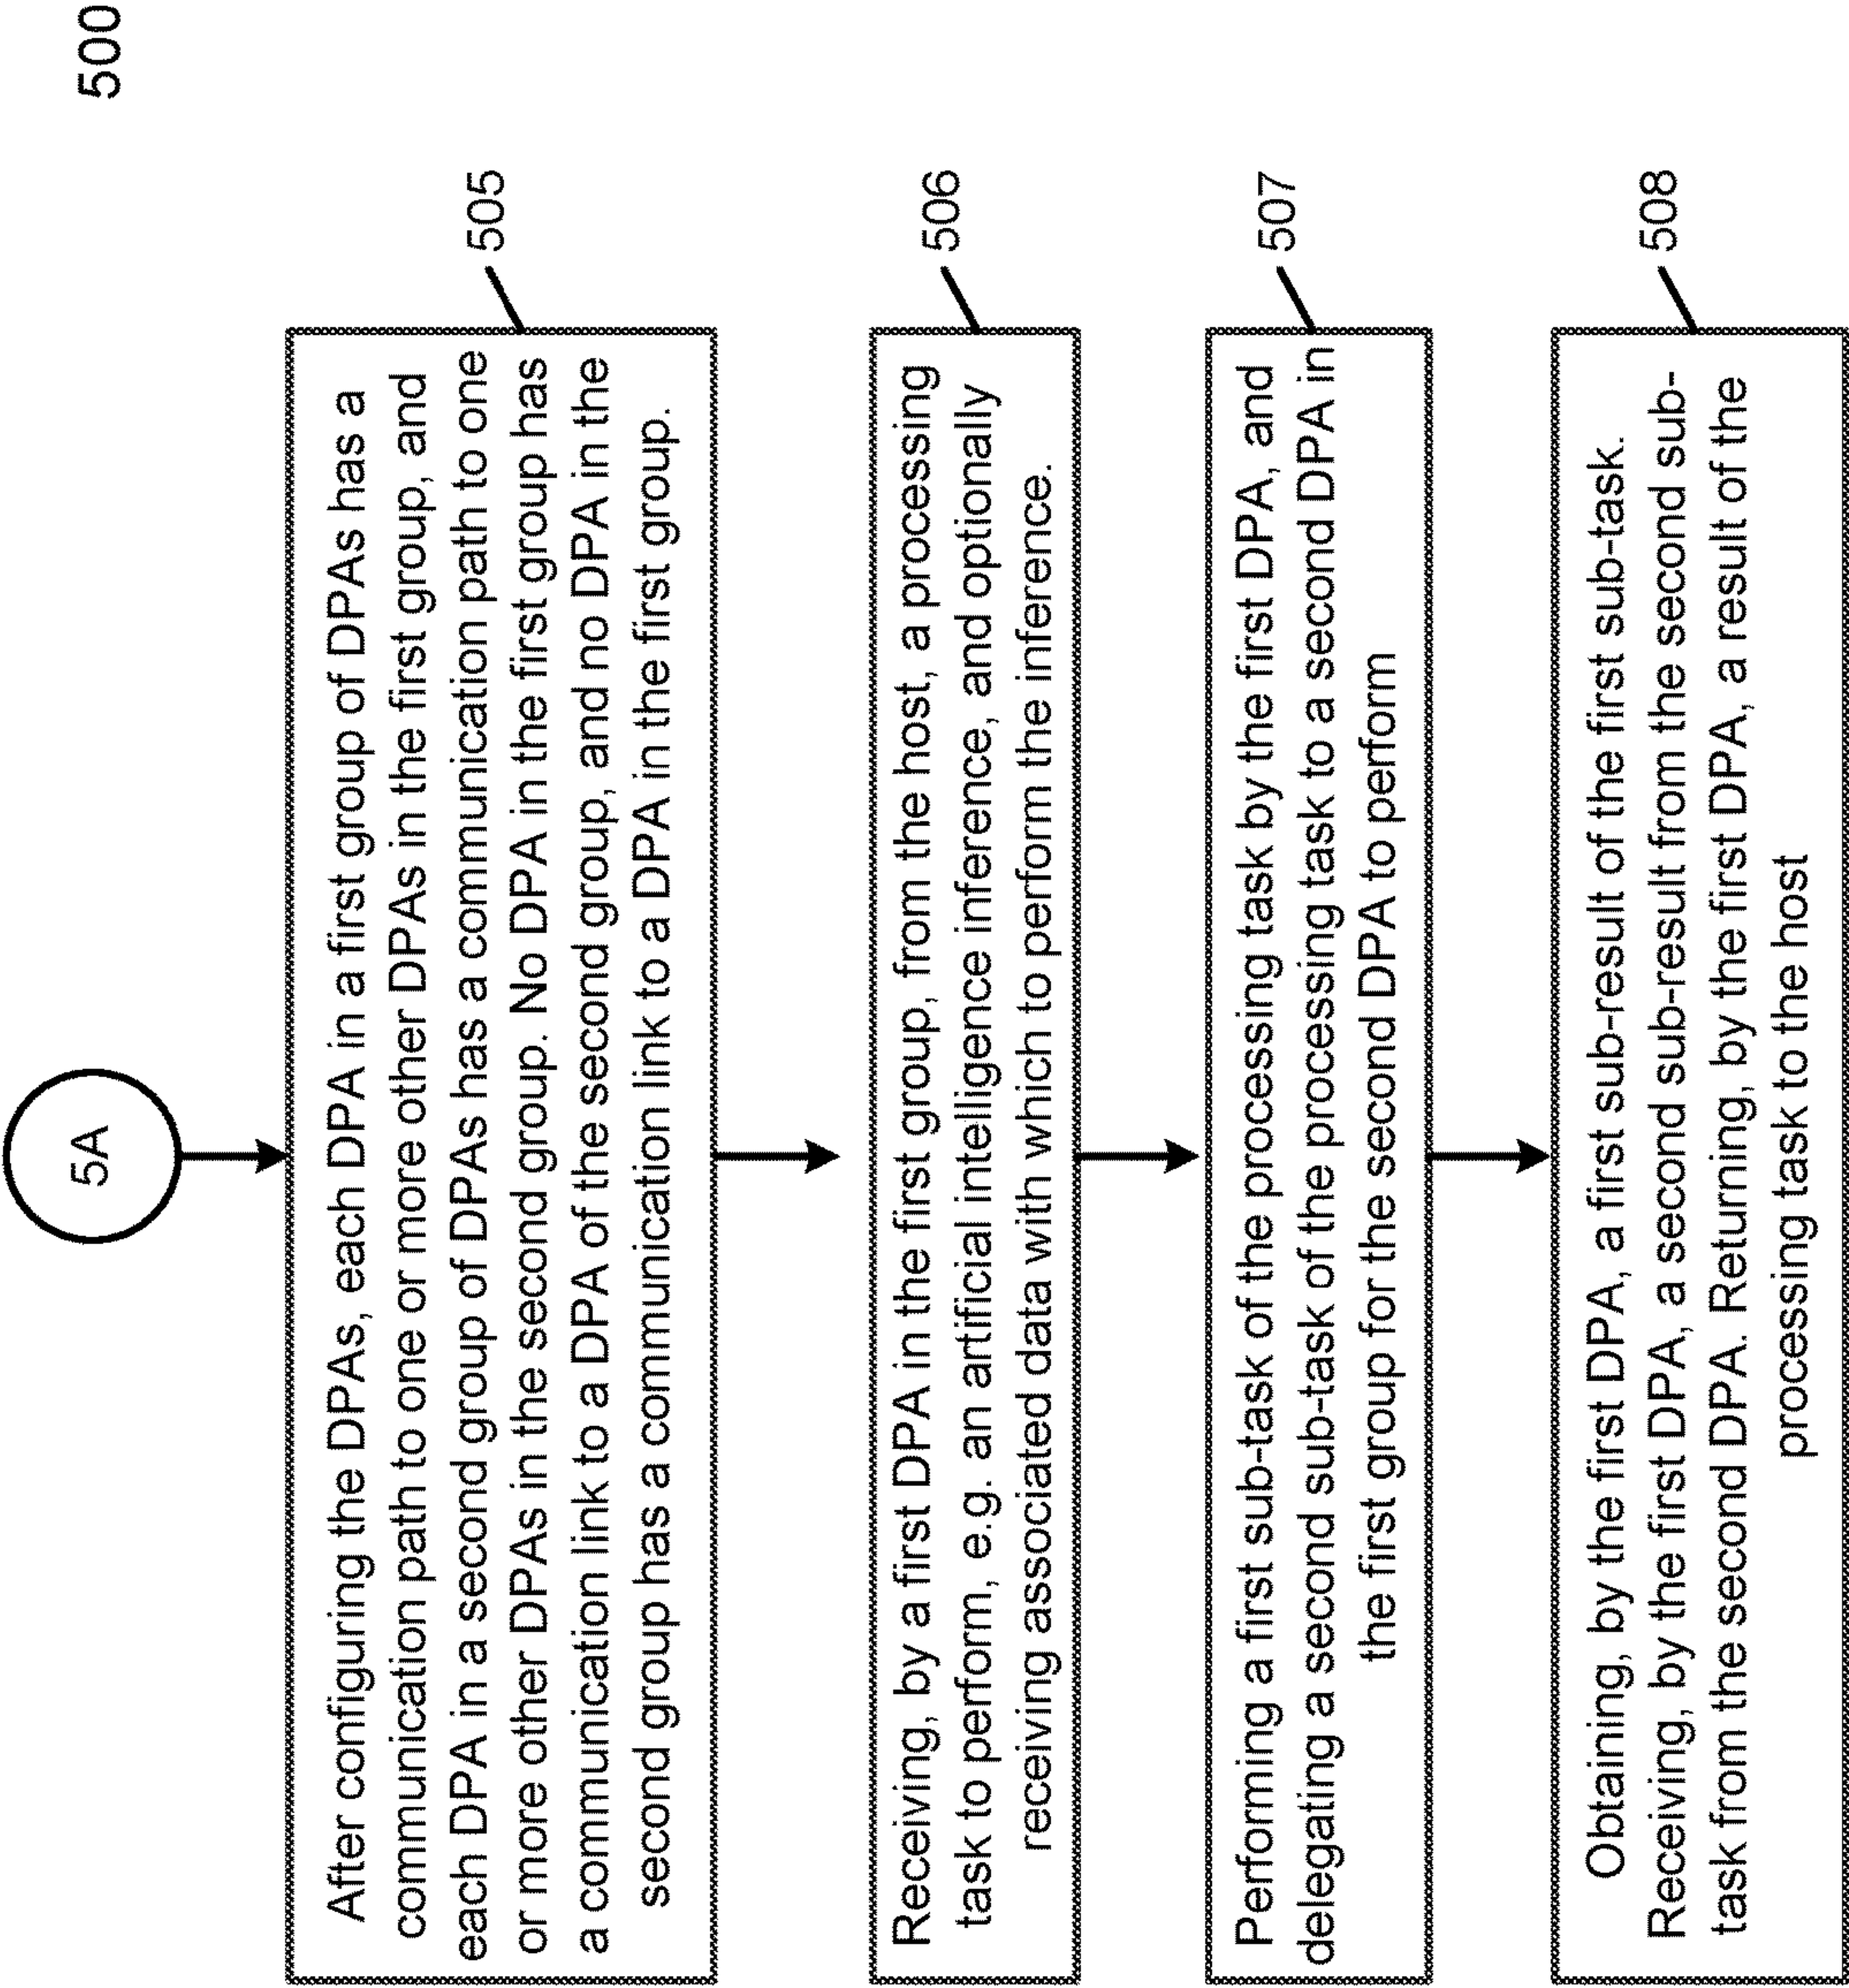 500
5A
After configuring the DPAs, each DPA in a first group of DPAs has a
communication path to one or more other DPAs in the first group, and
each DPA in a second group of DPAs has a communication path to one
or more other DPAs in the second group. No DPA in the first group has
a communication link to a DPA of the second group, and no DPA in the
second group has a communication link to a DPA in the first group.
505
Receiving, by a first DPA in the first group, from the host, a processing
task to perform, e.g. an artificial intelligence inference, and optionally
receiving associated data with which to perform the inference.
506
Performing a first sub-task of the processing task by the first DPA, and
delegating a second sub-task of the processing task to a second DPA in
the first group for the second DPA to perform
507
Obtaining, by the first DPA, a first sub-result of the first sub-task.
Receiving, by the first DPA, a second sub-result from the second sub-
task from the second DPA. Returning, by the first DPA, a result of the
processing task to the host
508